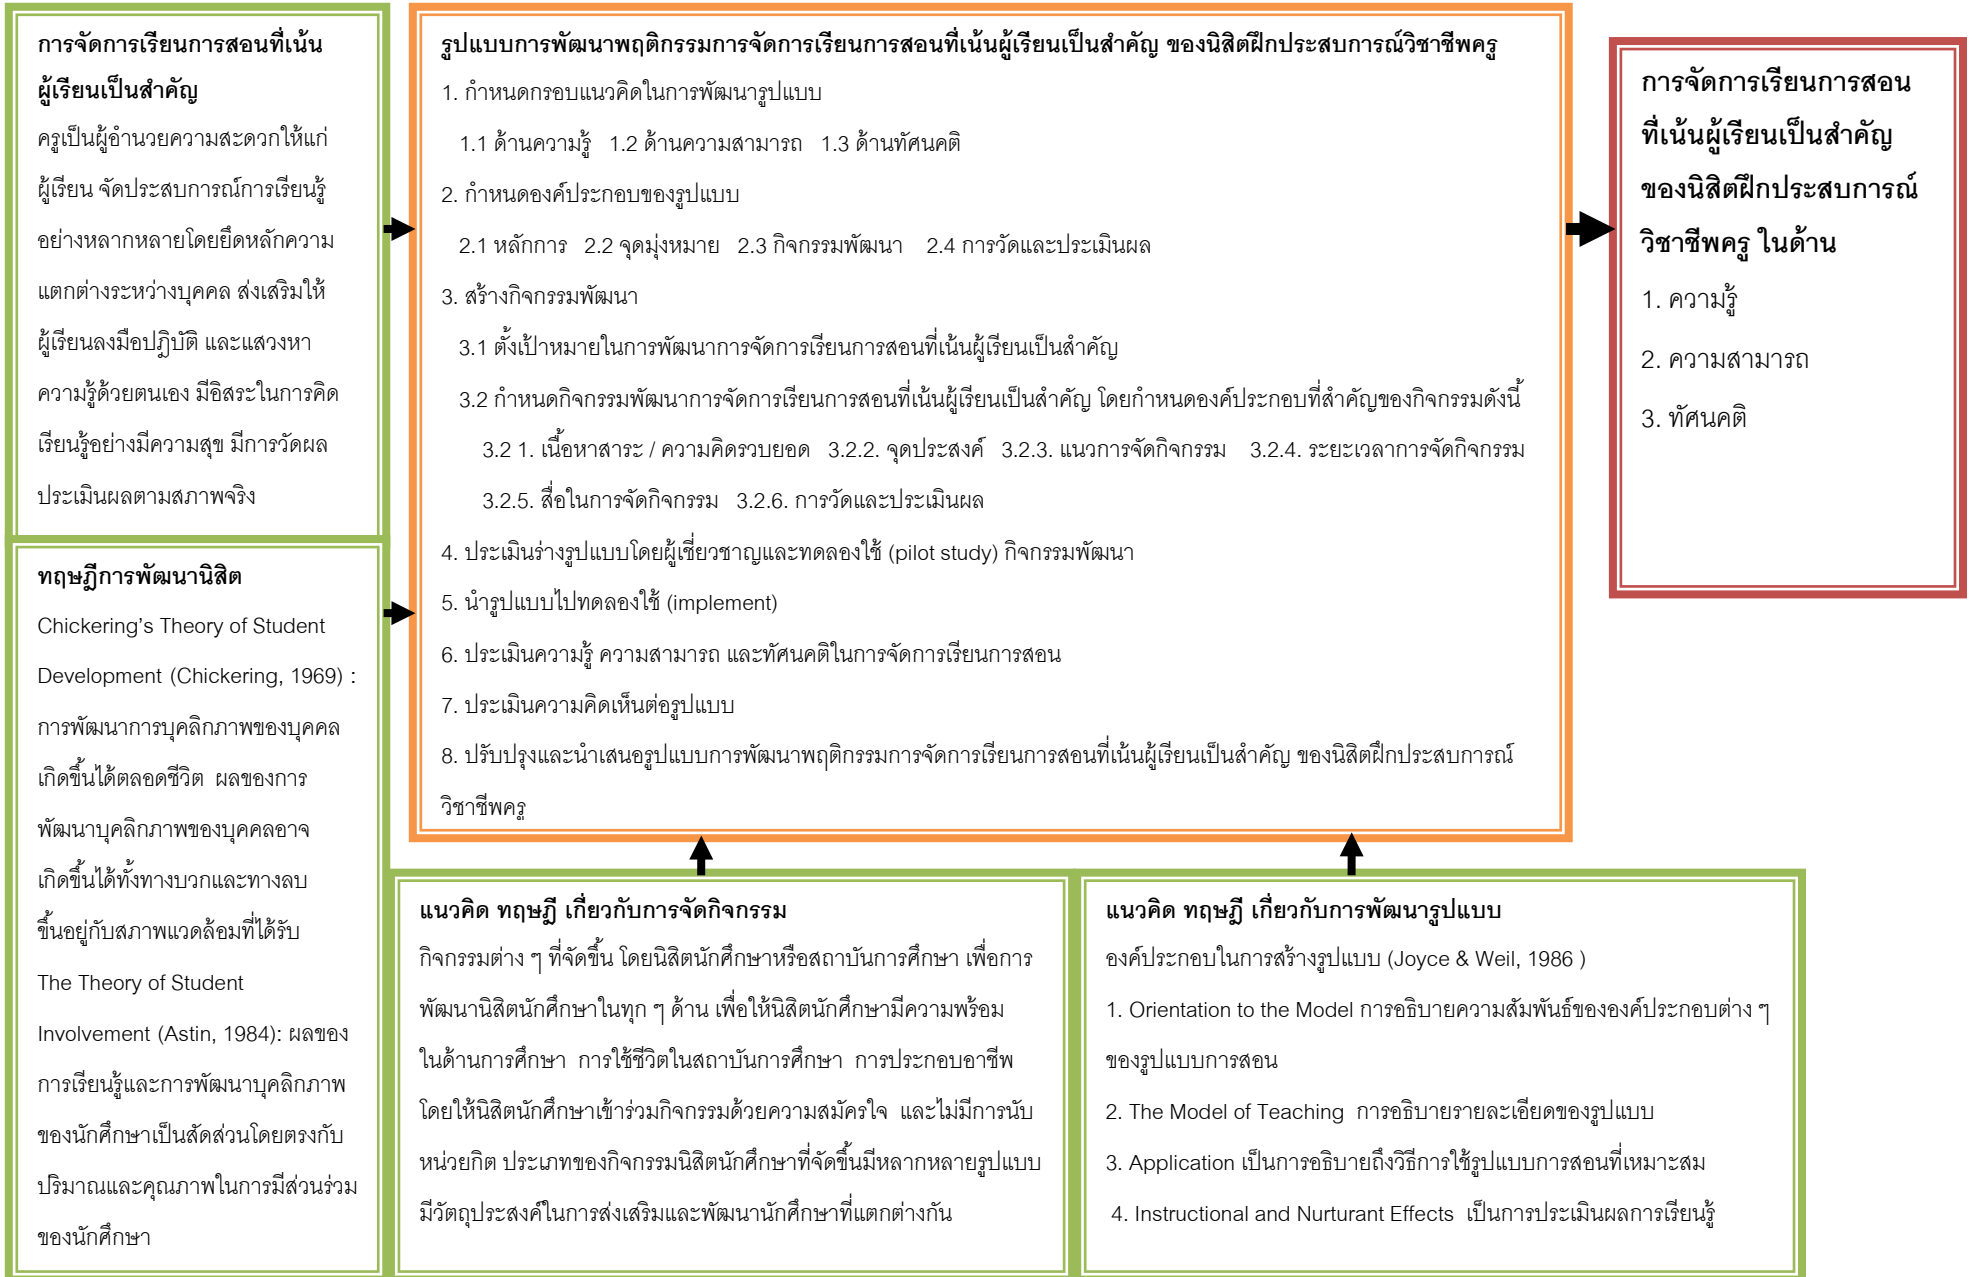 การจัดการเรียนการสอนที่เน้น
ผู้เรียนเป็นสำคัญ
ครูเป็นผู้อำนวยความสะดวกให้แก่
ผู้เรียน จัดประสบการณ์การเรียนรู้
อย่างหลากหลายโดยยึดหลักความ
แตกต่างระหว่างบุคคล ส่งเสริมให้
ผู้เรียนลงมือปฏิบัติ และแสวงหา
ความรู้ด้วยตนเอง มีอิสระในการคิด
เรียนรู้อย่างมีความสุข มีการวัดผล
ประเมินผลตามสภาพจริง
ทฤษฎีการพัฒนานิสิต
Chickering’s Theory of Student
Development (Chickering, 1969) :
การพัฒนาการบุคลิกภาพของบุคคล
เกิดขึ้นได้ตลอดชีวิต ผลของการ
พัฒนาบุคลิกภาพของบุคคลอาจ
เกิดขึ้นได้ทั้งทางบวกและทางลบ
ขึ้นอยู่กับสภาพแวดล้อมที่ได้รับ
The Theory of Student
Involvement (Astin, 1984): ผลของ
การเรียนรู้และการพัฒนาบุคลิกภาพ
ของนักศึกษาเป็นสัดส่วนโดยตรงกับ
ปริมาณและคุณภาพในการมีส่วนร่วม
ของนักศึกษา
รูปแบบการพัฒนาพฤติกรรมการจัดการเรียนการสอนที่เน้นผู้เรียนเป็นสำคัญ ของนิสิตฝึกประสบการณ์วิชาชีพครู
1. กำหนดกรอบแนวคิดในการพัฒนารูปแบบ
1.1 ด้านความรู้ 1.2 ด้านความสามารถ 1.3 ด้านทัศนคติ
2. กำหนดองค์ประกอบของรูปแบบ
2.1 หลักการ 2.2 จุดมุ่งหมาย 2.3 กิจกรรมพัฒนา 2.4 การวัดและประเมินผล
3. สร้างกิจกรรมพัฒนา
3.1 ตั้งเป้าหมายในการพัฒนาการจัดการเรียนการสอนที่เน้นผู้เรียนเป็นสำคัญ
3.2 กำหนดกิจกรรมพัฒนาการจัดการเรียนการสอนที่เน้นผู้เรียนเป็นสำคัญ โดยกำหนดองค์ประกอบที่สำคัญของกิจกรรมดังนี้
3.2 1. เนื้อหาสาระ / ความคิดรวบยอด 3.2.2. จุดประสงค์ 3.2.3. แนวการจัดกิจกรรม 3.2.4. ระยะเวลาการจัดกิจกรรม
3.2.5. สื่อในการจัดกิจกรรม 3.2.6. การวัดและประเมินผล
4. ประเมินร่างรูปแบบโดยผู้เชี่ยวชาญและทดลองใช้ (pilot study) กิจกรรมพัฒนา
5. นำรูปแบบไปทดลองใช้ (implement)
6. ประเมินความรู้ ความสามารถ และทัศนคติในการจัดการเรียนการสอน
7. ประเมินความคิดเห็นต่อรูปแบบ
8. ปรับปรุงและนำเสนอรูปแบบการพัฒนาพฤติกรรมการจัดการเรียนการสอนที่เน้นผู้เรียนเป็นสำคัญ ของนิสิตฝึกประสบการณ์
วิชาชีพครู
การจัดการเรียนการสอน
ที่เน้นผู้เรียนเป็นสำคัญ
ของนิสิตฝึกประสบการณ์
วิชาชีพครู ในด้าน
1. ความรู้
2. ความสามารถ
3. ทัศนคติ
แนวคิด ทฤษฎี เกี่ยวกับการจัดกิจกรรม
กิจกรรมต่าง ๆ ที่จัดขึ้น โดยนิสิตนักศึกษาหรือสถาบันการศึกษา เพื่อการ
พัฒนานิสิตนักศึกษาในทุก ๆ ด้าน เพื่อให้นิสิตนักศึกษามีความพร้อม
ในด้านการศึกษา การใช้ชีวิตในสถาบันการศึกษา การประกอบอาชีพ
โดยให้นิสิตนักศึกษาเข้าร่วมกิจกรรมด้วยความสมัครใจ และไม่มีการนับ
หน่วยกิต ประเภทของกิจกรรมนิสิตนักศึกษาที่จัดขึ้นมีหลากหลายรูปแบบ
มีวัตถุประสงค์ในการส่งเสริมและพัฒนานักศึกษาที่แตกต่างกัน
แนวคิด ทฤษฎี เกี่ยวกับการพัฒนารูปแบบ
องค์ประกอบในการสร้างรูปแบบ (Joyce & Weil, 1986 )
1. Orientation to the Model การอธิบายความสัมพันธ์ขององค์ประกอบต่าง ๆ
ของรูปแบบการสอน
2. The Model of Teaching การอธิบายรายละเอียดของรูปแบบ
3. Application เป็นการอธิบายถึงวิธีการใช้รูปแบบการสอนที่เหมาะสม
4. Instructional and Nurturant Effects เป็นการประเมินผลการเรียนรู้